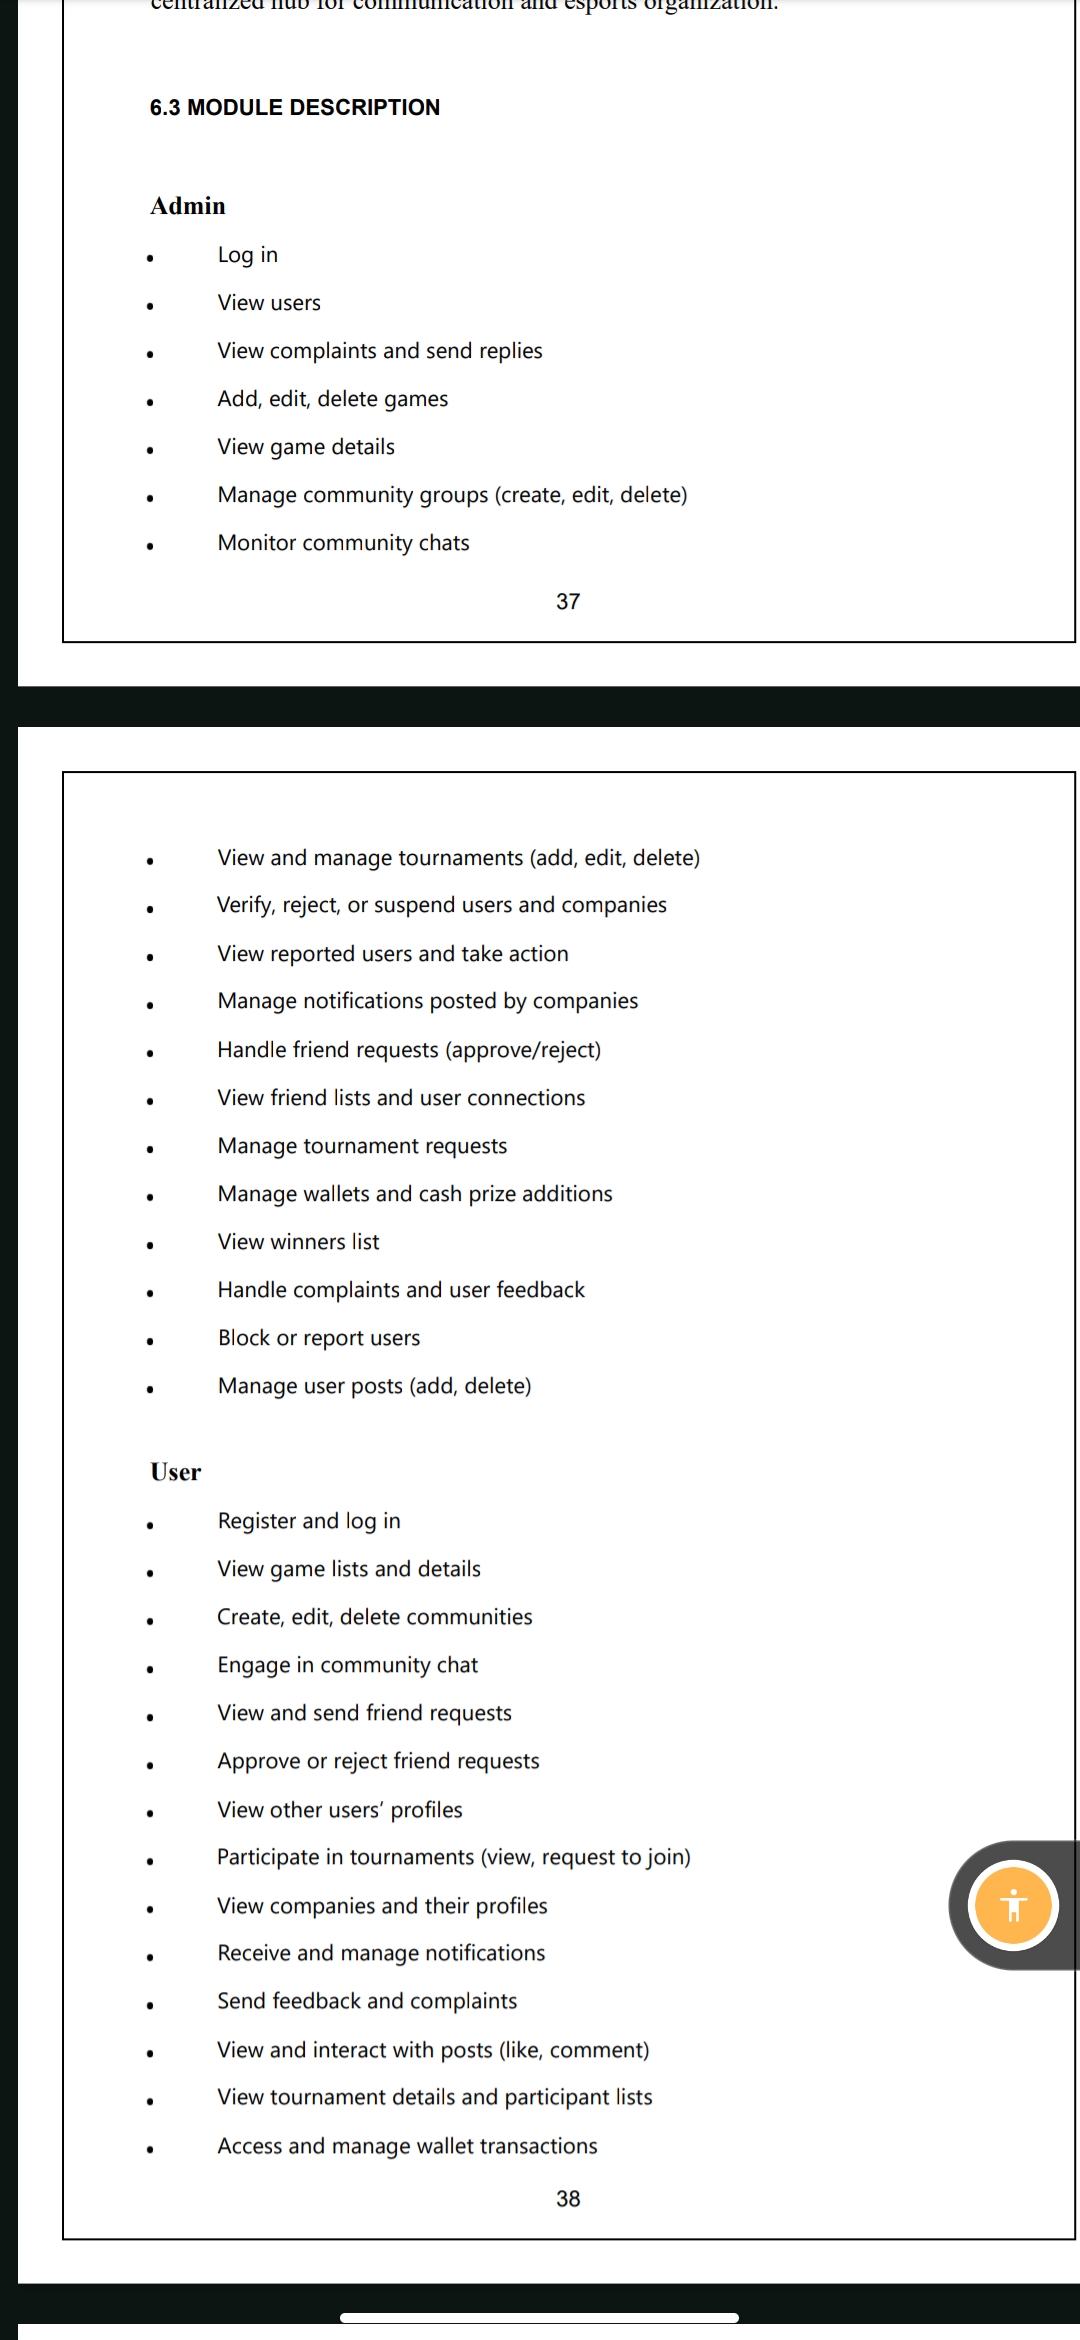 centralized hub for communication and esports organization.
6.3 MODULE DESCRIPTION
Admin
• Log in
• View users
• View complaints and send replies
• Add, edit, delete games
• View game details
• Manage community groups (create, edit, delete)
• Monitor community chats
37
• View and manage tournaments (add, edit, delete)
• Verify, reject, or suspend users and companies
• View reported users and take action
• Manage notifications posted by companies
• Handle friend requests (approve/reject)
• View friend lists and user connections
• Manage tournament requests
• Manage wallets and cash prize additions
• View winners list
• Handle complaints and user feedback
• Block or report users
• Manage user posts (add, delete)
User
• Register and log in
• View game lists and details
• Create, edit, delete communities
• Engage in community chat
• View and send friend requests
• Approve or reject friend requests
• View other users’ profiles
• Participate in tournaments (view, request to join)
• View companies and their profiles
• Receive and manage notifications
• Send feedback and complaints
• View and interact with posts (like, comment)
• View tournament details and participant lists
• Access and manage wallet transactions
38